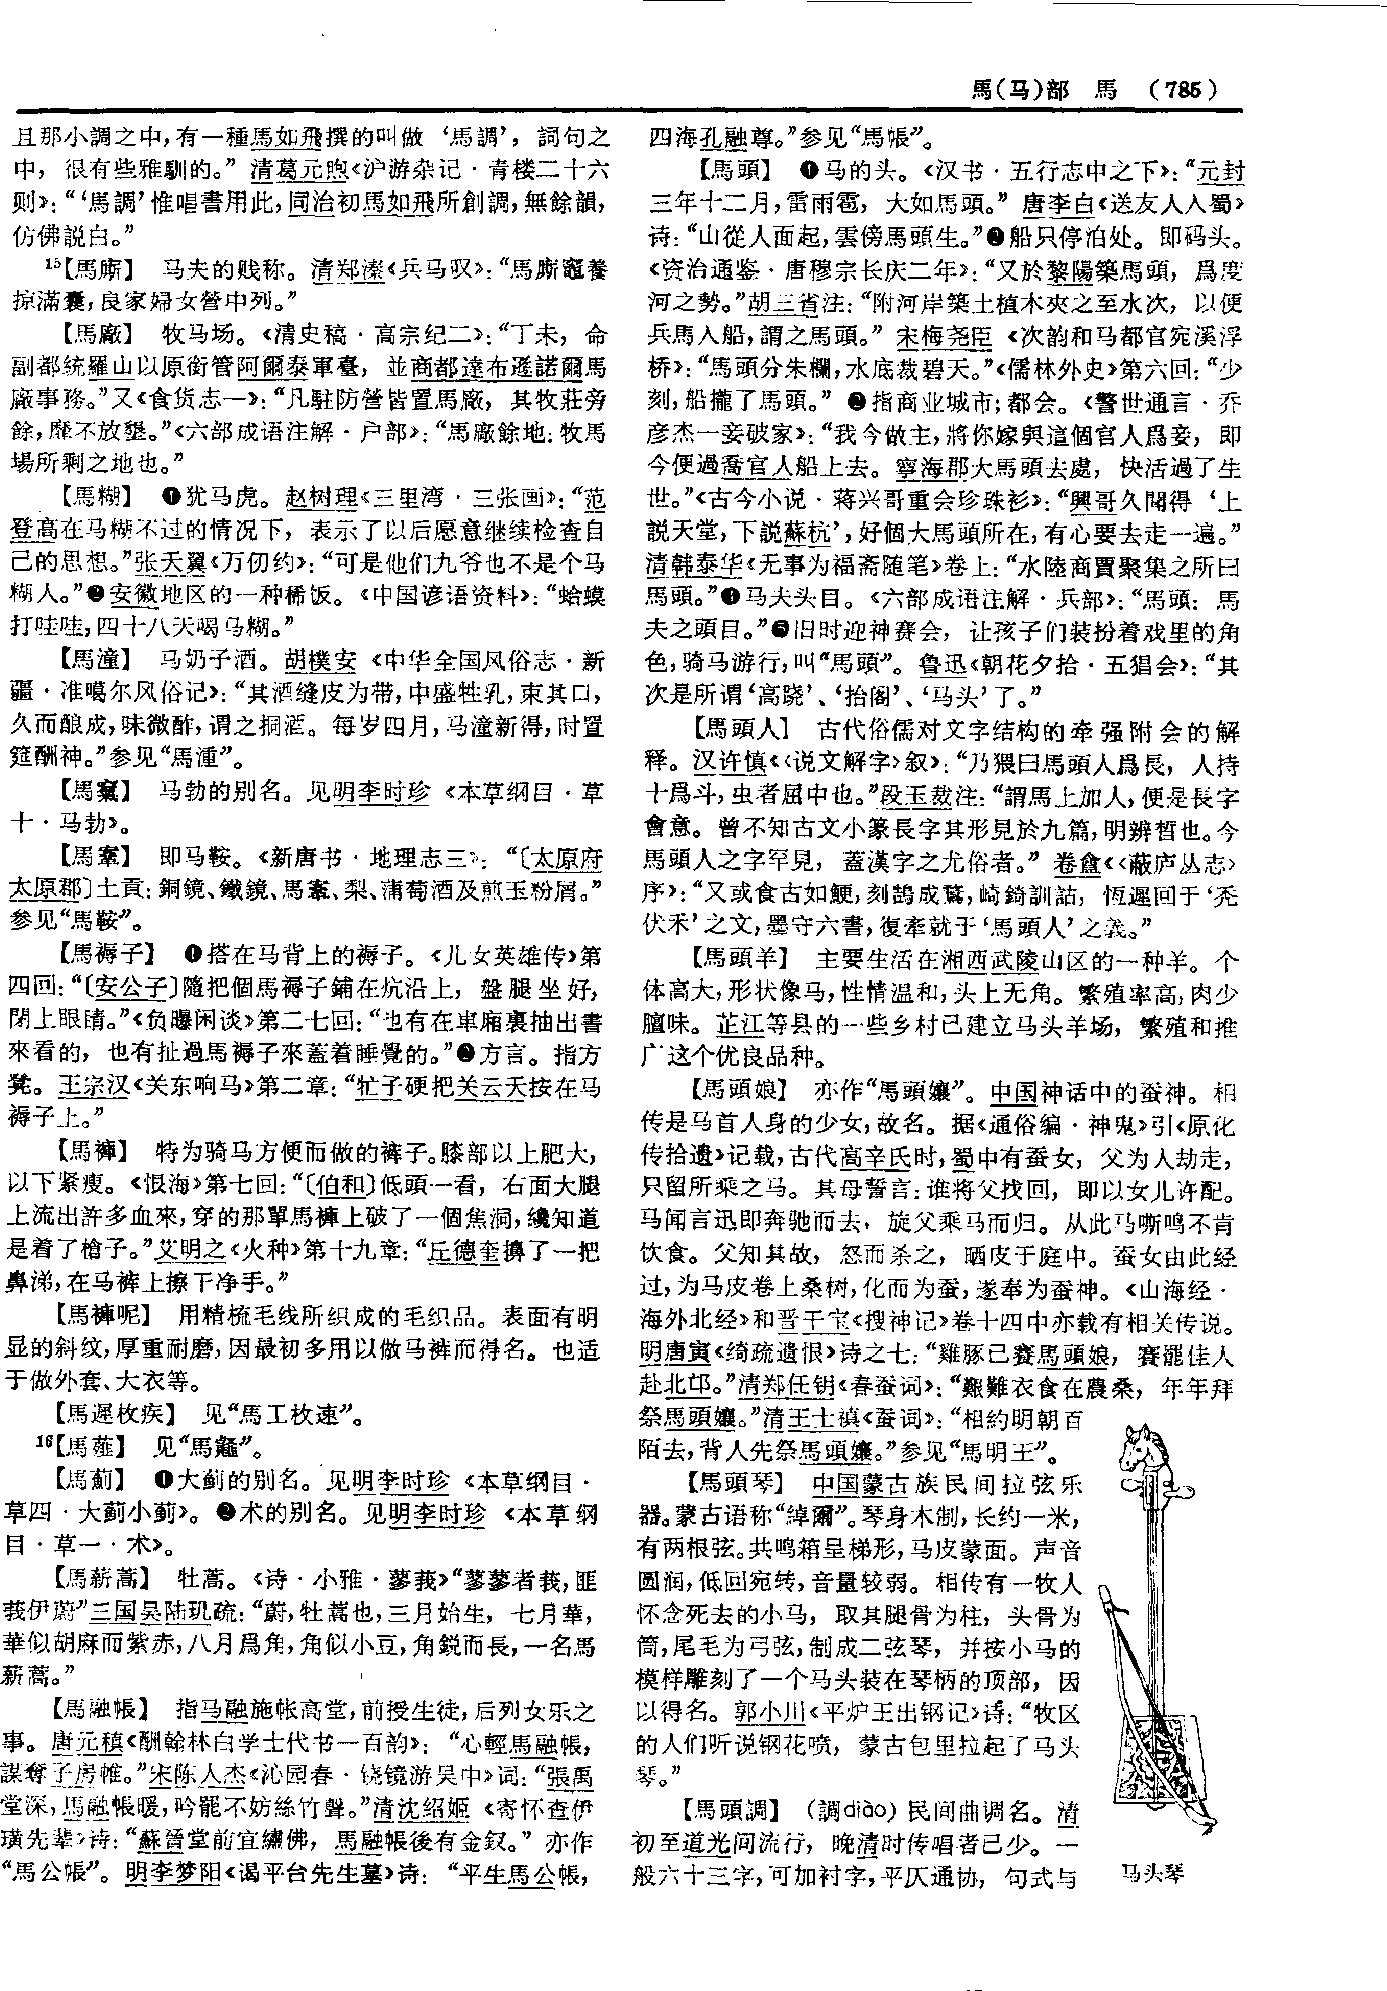 馬(马)部 馬 (785)
且那小調之中,有一種馬如飛撰的叫做‘馬調’，詞句之
中，很有些雅馴的。”清葛元煦《沪游杂记·青楼二十六
则》:“‘馬調’惟唱書用此,同治初馬如飛所創調,無餘韻,
仿佛説白。”
15【馬廝】 马夫的贱称。清郑溱《兵马叹》:“馬廝竈養
掠滿囊,良家婦女營中列。”
【馬廠】 牧马场。《清史稿·高宗纪二》:“丁未，命
副都統羅山以原銜管阿爾泰軍臺，並商都達布遜諾爾馬
廠事務。”又《食货志一》:“凡駐防營皆置馬廠，其牧莊旁
餘,靡不放墾。”《六部成语注解·户部》:“馬廠餘地:牧馬
場所剩之地也。”
【馬糊】 ❶犹马虎。赵树理《三里湾·三张画》:“范
登高在马糊不过的情况下，表示了以后愿意继续检查自
己的思想。”张天翼《万仞约》:“可是他们九爷也不是个马
糊人。”❷安徽地区的一种稀饭。《中国谚语资料》:“蛤蟆
打哇哇,四十八天喝马糊。”
【馬潼】 马奶子酒。胡樸安《中华全国风俗志·新
疆·准噶尔风俗记》:“其酒缝皮为带,中盛牲乳,束其口,
久而酿成,味微酢,谓之挏酒。每岁四月,马潼新得,时置
筵酬神。”参见“馬湩”。
【馬窠】 马勃的别名。见明李时珍《本草纲目·草
十·马勃》。
【馬鞌】 即马鞍。《新唐书·地理志三》:“〔太原府
太原郡〕土貢:銅鏡、鐵鏡、馬鞌、梨、蒲萄酒及煎玉粉屑。”
参见“馬鞍”。
【馬褥子】 ❶搭在马背上的褥子。《儿女英雄传》第
四回:“〔安公子〕隨把個馬褥子鋪在炕沿上，盤腿坐好,
閉上眼睛。”《负曝闲谈》第二七回:“也有在車廂裏抽出書
來看的，也有扯過馬褥子來蓋着睡覺的。”❷方言。指方
凳。王宗汉《关东响马》第二章:“牤子硬把关云天按在马
褥子上。”
【馬褲】 特为骑马方便而做的裤子。膝部以上肥大,
以下紧瘦。《恨海》第七回:“〔伯和〕低頭一看，右面大腿
上流出許多血來,穿的那單馬褲上破了一個焦洞,纔知道
是着了槍子。”艾明之《火种》第十九章:“丘德奎擤了一把
鼻涕,在马裤上擦干净手。”
【馬褲呢】 用精梳毛线所织成的毛织品。表面有明
显的斜纹,厚重耐磨,因最初多用以做马裤而得名。也适
于做外套、大衣等。
【馬遲枚疾】 见“馬工枚速”。
16【馬薤】 见“馬䪥”。
【馬薊】 ❶大蓟的别名。见明李时珍《本草纲目·
草四·大蓟小蓟》。❷术的别名。见明李时珍《本草纲
目·草一·术》。
【馬薪蒿】 牡蒿。《诗·小雅·蓼莪》“蓼蓼者莪,匪
莪伊蔚”三国吴陆玑疏:“蔚,牡蒿也,三月始生，七月華,
華似胡麻而紫赤,八月爲角,角似小豆,角鋭而長,一名馬
薪蒿。”
【馬融帳】 指马融施帐高堂,前授生徒,后列女乐之
事。唐元稹《酬翰林白学士代书一百韵》:“心輕馬融帳,
謀奪子房帷。”宋陈人杰《沁园春·铙镜游吴中》词:“張禹
堂深,馬融帳暖,吟罷不妨絲竹聲。”清沈绍姬《寄怀查伊
璜先辈》诗:“蘇晉堂前宜繡佛，馬融帳後有金釵。”亦作
“馬公帳”。明李梦阳《谒平台先生墓》诗:“平生馬公帳,
四海孔融尊。”参见“馬帳”。
【馬頭】 ❶马的头。《汉书·五行志中之下》:“元封
三年十二月,雷雨雹，大如馬頭。”唐李白《送友人入蜀》
诗:“山從人面起,雲傍馬頭生。”❷船只停泊处。即码头。
《资治通鉴·唐穆宗长庆二年》:“又於黎陽築馬頭，爲度
河之勢。”胡三省注:“附河岸築土植木夾之至水次，以便
兵馬入船,謂之馬頭。”宋梅尧臣《次韵和马都官宛溪浮
桥》:“馬頭分朱欄,水底裁碧天。”《儒林外史》第六回:“少
刻,船攏了馬頭。”❸指商业城市;都会。《警世通言·乔
彦杰一妾破家》:“我今做主,將你嫁與這個官人爲妾，即
今便過喬官人船上去。寧海郡大馬頭去處，快活過了生
世。”《古今小说·蒋兴哥重会珍珠衫》:“興哥久聞得‘上
説天堂,下説蘇杭’,好個大馬頭所在,有心要去走一遍。”
清韩泰华《无事为福斋随笔》卷上:“水陸商賈聚集之所曰
馬頭。”❹马夫头目。《六部成语注解·兵部》:“馬頭：馬
夫之頭目。”❺旧时迎神赛会，让孩子们装扮着戏里的角
色,骑马游行,叫“馬頭”。鲁迅《朝花夕拾·五猖会》:“其
次是所谓‘高跷’、‘抬阁’、‘马头’了。”
【馬頭人】 古代俗儒对文字结构的牵强附会的解
释。汉许慎《〈说文解字〉叙》:“乃猥曰馬頭人爲長，人持
十爲斗,虫者屈中也。”段玉裁注:“謂馬上加人,便是長字
會意。曾不知古文小篆長字其形見於九篇,明辨晳也。今
馬頭人之字罕見，蓋漢字之尤俗者。”卷盦《〈蔽庐丛志〉
序》:“又或食古如鯁,刻鵠成鶩,崎錡訓詁，恆遲回于‘禿
伏禾’之文,墨守六書,復牽就于‘馬頭人’之義。”
【馬頭羊】 主要生活在湘西武陵山区的一种羊。个
体高大,形状像马,性情温和,头上无角。繁殖率高,肉少
膻味。芷江等县的一些乡村已建立马头羊场，繁殖和推
广这个优良品种。
【馬頭娘】 亦作“馬頭孃”。中国神话中的蚕神。相
传是马首人身的少女,故名。据《通俗编·神鬼》引《原化
传拾遗》记载,古代高辛氏时,蜀中有蚕女，父为人劫走,
只留所乘之马。其母誓言:谁将父找回，即以女儿许配。
马闻言迅即奔驰而去，旋父乘马而归。从此马嘶鸣不肯
饮食。父知其故，怒而杀之，晒皮于庭中。蚕女由此经
过,为马皮卷上桑树,化而为蚕,遂奉为蚕神。《山海经·
海外北经》和晋干宝《搜神记》卷十四中亦载有相关传说。
明唐寅《绮疏遗恨》诗之七:“雞豚已賽馬頭娘，賽罷佳人
赴北邙。”清郑任钥《春蚕词》:“艱難衣食在農桑，年年拜
祭馬頭孃。”清王士禛《蚕词》:“相約明朝百
陌去,背人先祭馬頭孃。”参见“馬明王”。
【馬頭琴】 中国蒙古族民间拉弦乐
器。蒙古语称“綽爾”。琴身木制,长约一米,
有两根弦。共鸣箱呈梯形,马皮蒙面。声音
圆润,低回宛转,音量较弱。相传有一牧人
怀念死去的小马，取其腿骨为柱，头骨为
筒,尾毛为弓弦,制成二弦琴，并按小马的
模样雕刻了一个马头装在琴柄的顶部，因
以得名。郭小川《平炉王出钢记》诗:“牧区
的人们听说钢花喷，蒙古包里拉起了马头
琴。”
【馬頭調】 (調diào)民间曲调名。清
初至道光间流行，晚清时传唱者已少。一
般六十三字,可加衬字,平仄通协，句式与
马头琴